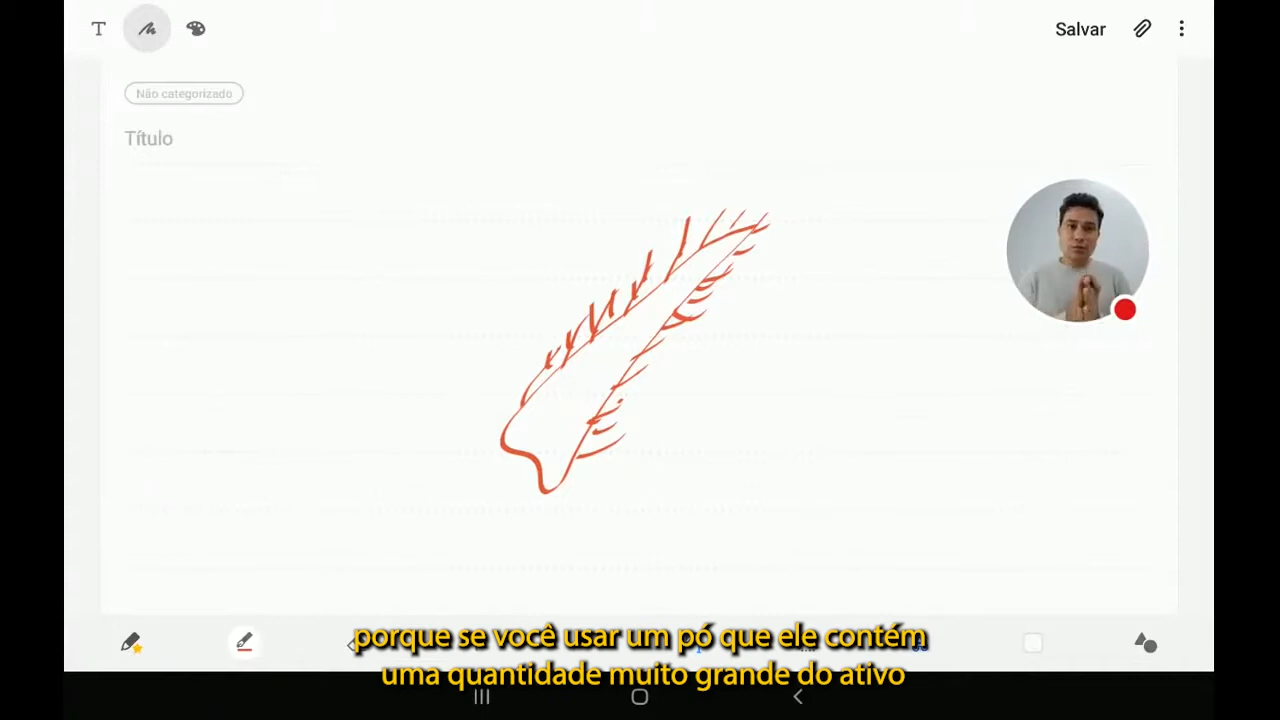 T
Salvar
Não categorizado
Título
porque se você usar um pó que ele contém
uma quantidade muito grande do ativo